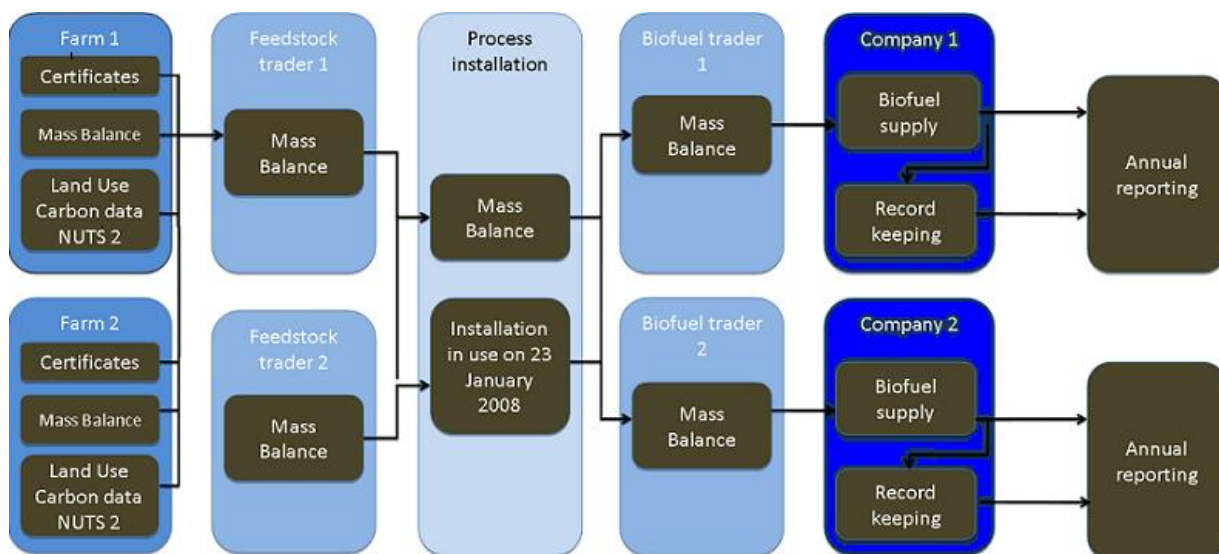 Farm 1
Certificates
Mass Balance
Land Use
Carbon data
NUTS 2
Feedstock
trader 1
Mass
Balance
Process
installation
Mass
Balance
Installation
in use on 23
January
2008
Biofuel trader
1
Mass
Balance
Company 1
Biofuel
supply
Record
keeping
Annual
reporting
Farm 2
Certificates
Mass Balance
Land Use
Carbon data
NUTS 2
Feedstock
trader 2
Mass
Balance
Biofuel trader
2
Mass
Balance
Company 2
Biofuel
supply
Record
keeping
Annual
reporting